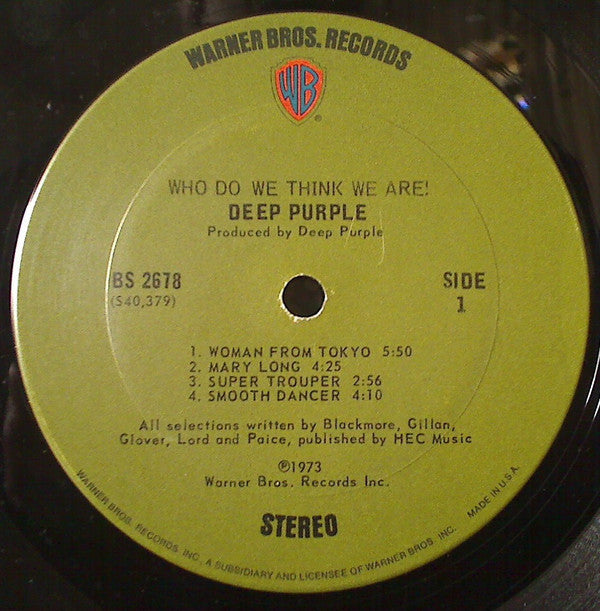 WARNER BROS. RECORDS
WB
®
WHO DO WE THINK WE ARE!
DEEP PURPLE
Produced by Deep Purple
BS 2678
(S40,379)
SIDE
1
1. WOMAN FROM TOKYO 5:50
2. MARY LONG 4:25
3. SUPER TROUPER 2:56
4. SMOOTH DANCER 4:10
All selections written by Blackmore, Gillan,
Glover, Lord and Paice, published by HEC Music
℗1973
Warner Bros. Records Inc.
STEREO
WARNER BROS. RECORDS, INC., A SUBSIDIARY AND LICENSEE OF WARNER BROS. INC.
MADE IN U.S.A.